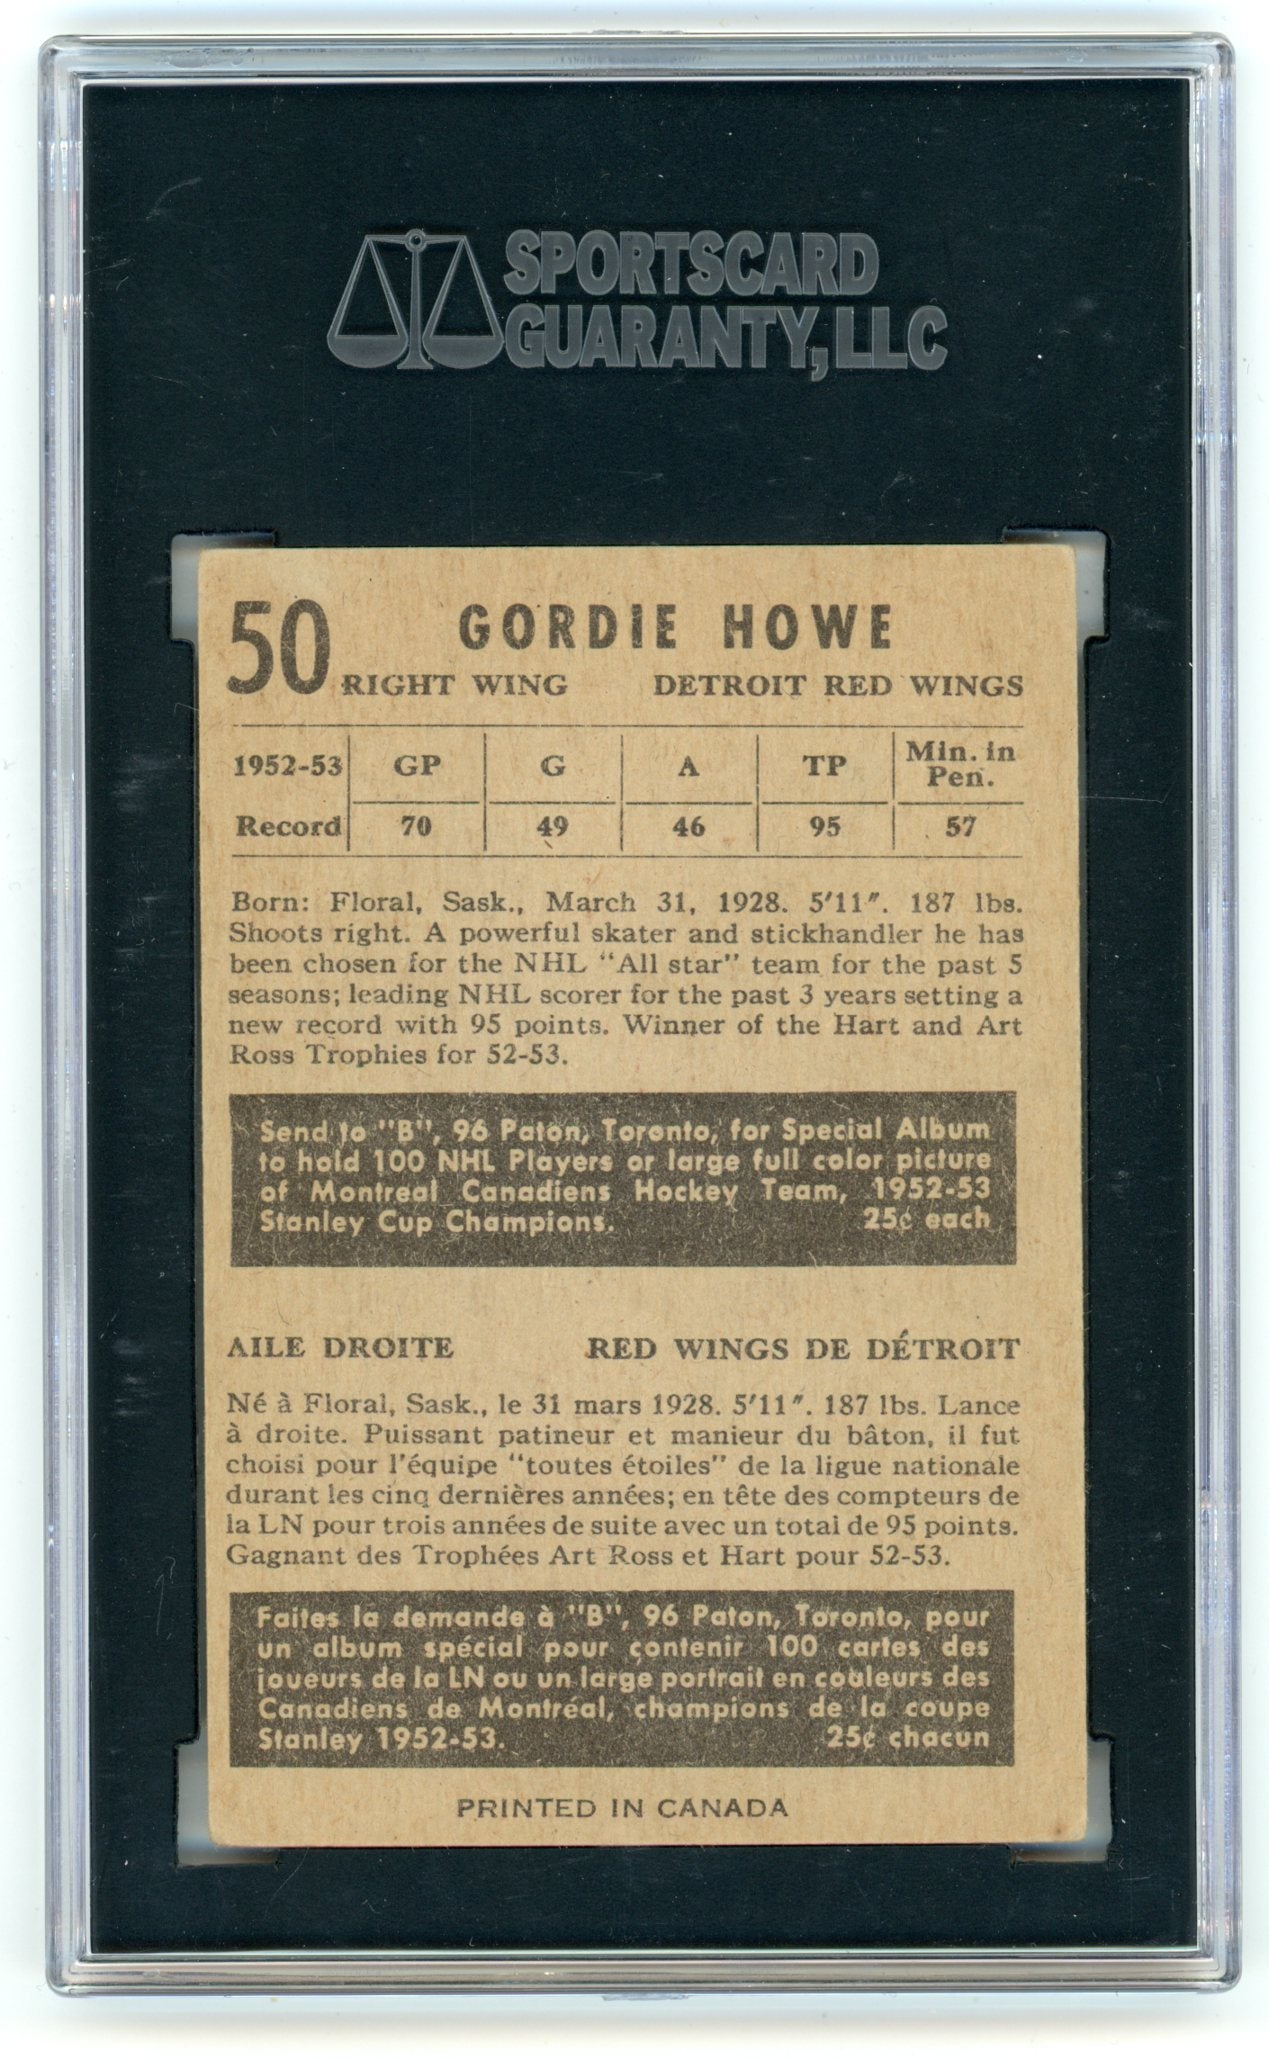 SPORTSCARD
GUARANTY, LLC
50 GORDIE HOWE
RIGHT WING DETROIT RED WINGS
1952-53 GP G A TP Min. in Pen.
Record 70 49 46 95 57
Born: Floral, Sask., March 31, 1928. 5'11". 187 lbs.
Shoots right. A powerful skater and stickhandler he has
been chosen for the NHL "All star" team for the past 5
seasons; leading NHL scorer for the past 3 years setting a
new record with 95 points. Winner of the Hart and Art
Ross Trophies for 52-53.
Send to "B", 96 Paton, Toronto, for Special Album
to hold 100 NHL Players or large full color picture
of Montreal Canadiens Hockey Team, 1952-53
Stanley Cup Champions. 25¢ each
AILE DROITE RED WINGS DE DÉTROIT
Né à Floral, Sask., le 31 mars 1928. 5'11". 187 lbs. Lance
à droite. Puissant patineur et manieur du bâton, il fut
choisi pour l'équipe "toutes étoiles" de la ligue nationale
durant les cinq dernières années; en tête des compteurs de
la LN pour trois années de suite avec un total de 95 points.
Gagnant des Trophées Art Ross et Hart pour 52-53.
Faites la demande à "B", 96 Paton, Toronto, pour
un album spécial pour contenir 100 cartes des
joueurs de la LN ou un large portrait en couleurs des
Canadiens de Montréal, champions de la coupe
Stanley 1952-53. 25¢ chacun
PRINTED IN CANADA